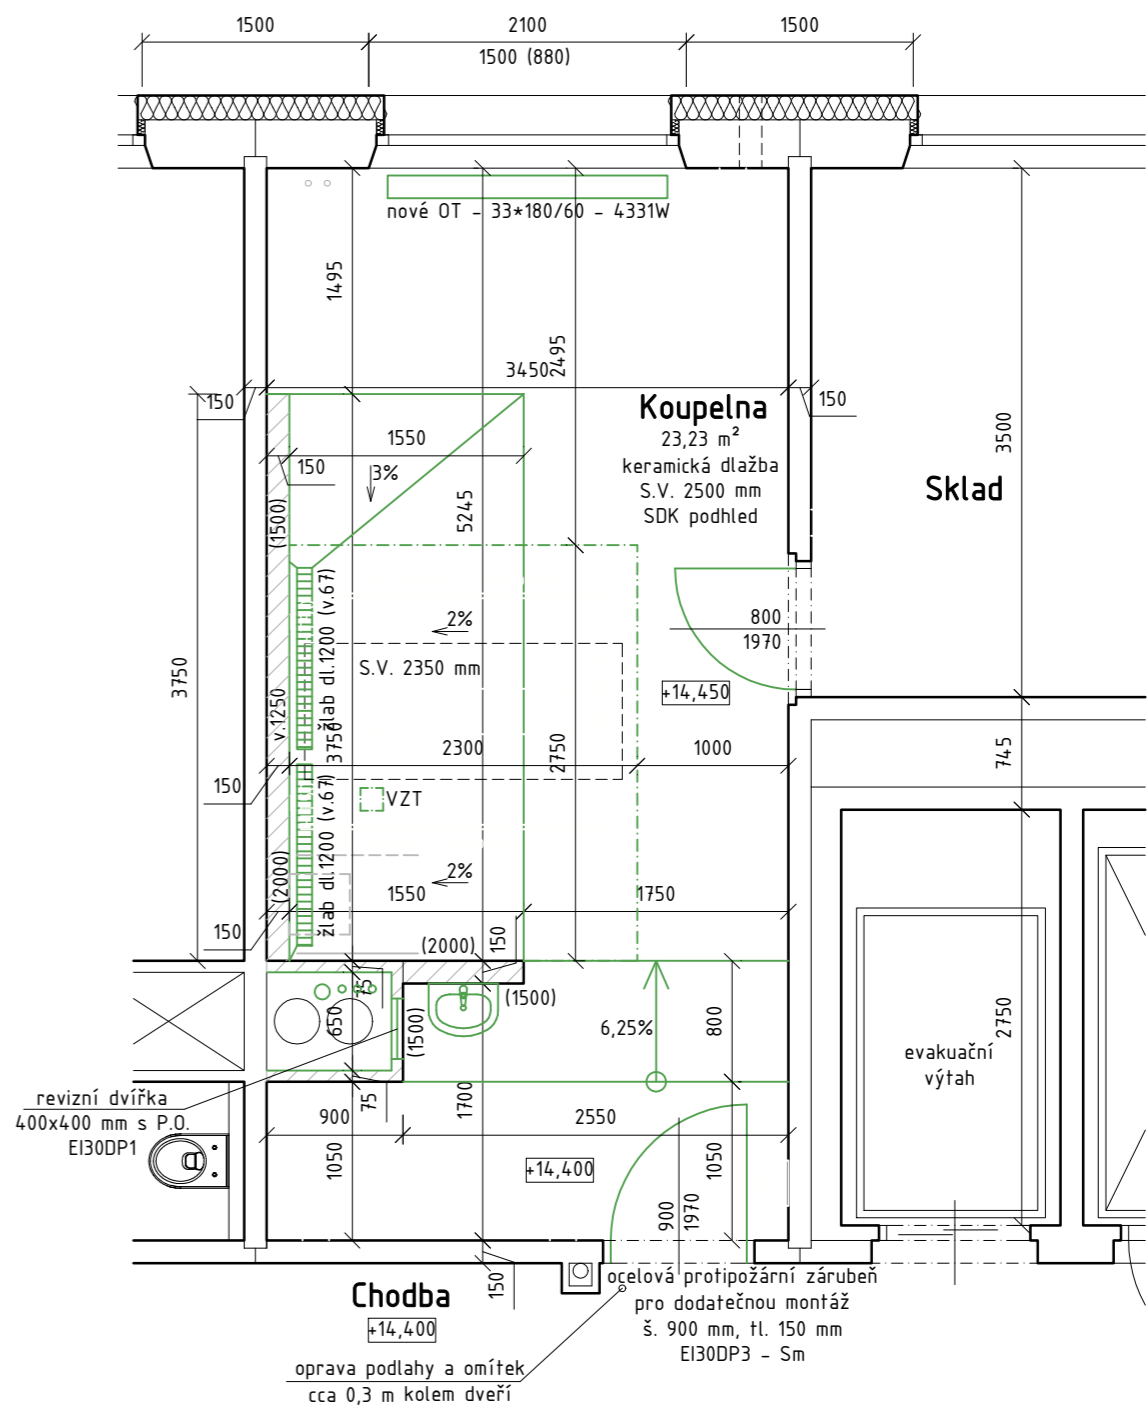 1500
2100
1500
1500 (880)
nové OT - 33*180/60 - 4331W
1495
2495
3450
150
150
Koupelna
23,23 m²
keramická dlažba
S.V. 2500 mm
SDK podhled
3500
Sklad
1550
150
3%
5245
(1500)
žlab dl.1200 (v.67)
2%
800
1970
S.V. 2350 mm
+14,450
3750
v.1250
3750
2300
2750
1000
745
150
VZT
žlab dl.1200 (v.67)
(2000)
2%
1550
1750
150
(2000)
150
75
(1500)
650
(1500)
6,25%
800
2750
evakuační
výtah
revizní dvířka
400x400 mm s P.O.
EI30DP1
75
1700
900
2550
1050
+14,400
1050
900
1970
150
Chodba
+14,400
ocelová protipožární zárubeň
pro dodatečnou montáž
š. 900 mm, tl. 150 mm
EI30DP3 - Sm
oprava podlahy a omítek
cca 0,3 m kolem dveří